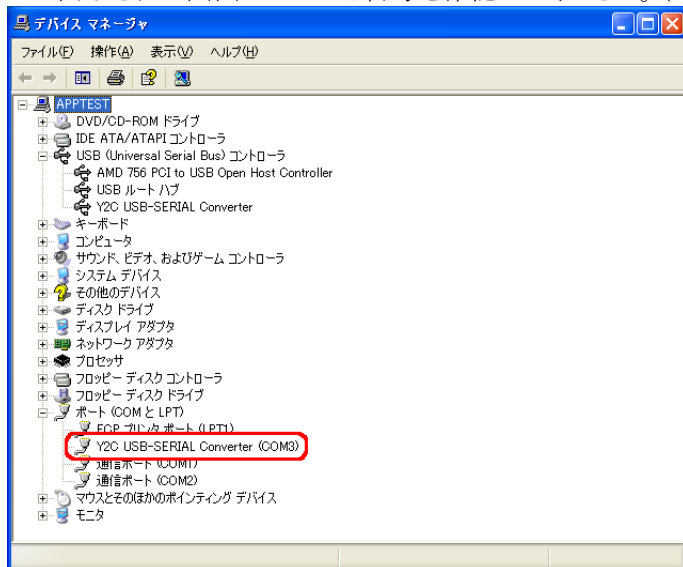 デバイス マネージャ
ファイル(F) 操作(A) 表示(V) ヘルプ(H)
APPTEST
DVD/CD-ROM ドライブ
IDE ATA/ATAPI コントローラ
USB (Universal Serial Bus) コントローラ
AMD 756 PCI to USB Open Host Controller
USB ルート ハブ
Y2C USB-SERIAL Converter
キーボード
コンピュータ
サウンド、ビデオ、およびゲーム コントローラ
システム デバイス
その他のデバイス
ディスク ドライブ
ディスプレイ アダプタ
ネットワーク アダプタ
プロセッサ
フロッピー ディスク コントローラ
フロッピー ディスク ドライブ
ポート (COM と LPT)
ECP プリンタ ポート (LPT1)
Y2C USB-SERIAL Converter (COM3)
通信ポート (COM1)
通信ポート (COM2)
マウスとそのほかのポインティング デバイス
モニタ